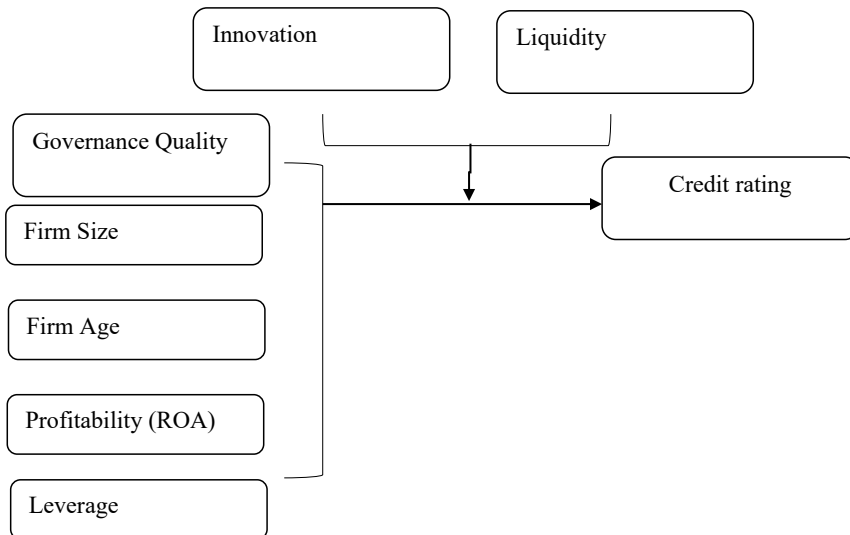 Innovation
Liquidity
Governance Quality
Credit rating
Firm Size
Firm Age
Profitability (ROA)
Leverage